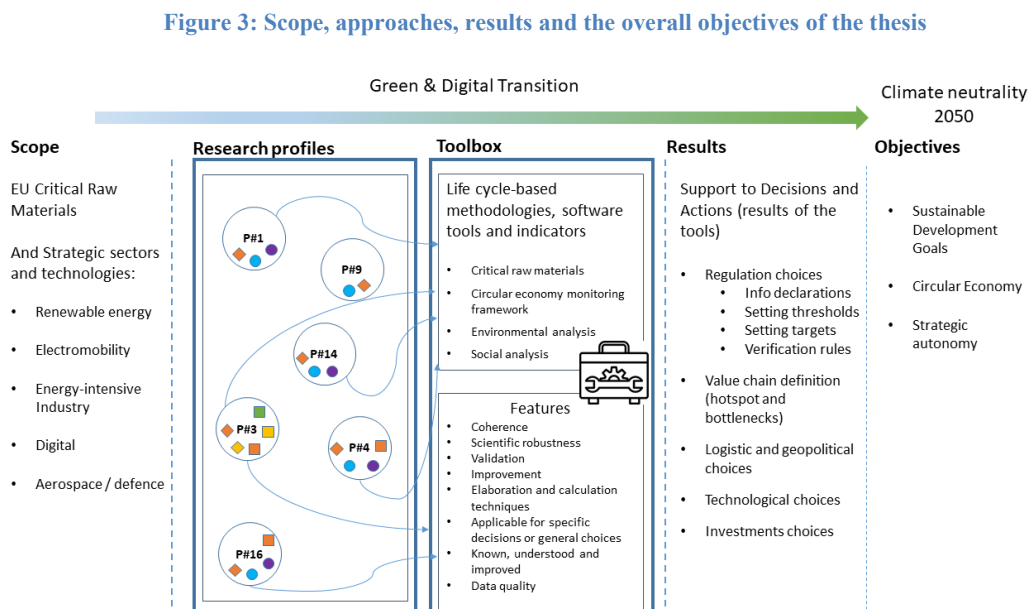 Figure 3: Scope, approaches, results and the overall objectives of the thesis
Green & Digital Transition
Climate neutrality
2050
Scope
EU Critical Raw
Materials
And Strategic sectors
and technologies:
• Renewable energy
• Electromobility
• Energy-intensive
Industry
• Digital
• Aerospace / defence
Research profiles
P#1
P#9
P#14
P#3
P#4
P#16
Toolbox
Life cycle-based
methodologies, software
tools and indicators
• Critical raw materials
• Circular economy monitoring
framework
• Environmental analysis
• Social analysis
Features
• Coherence
• Scientific robustness
• Validation
• Improvement
• Elaboration and calculation
techniques
• Applicable for specific
decisions or general choices
• Known, understood and
improved
• Data quality
Results
Support to Decisions and
Actions (results of the
tools)
• Regulation choices
• Info declarations
• Setting thresholds
• Setting targets
• Verification rules
• Value chain definition
(hotspot and
bottlenecks)
• Logistic and geopolitical
choices
• Technological choices
• Investments choices
Objectives
• Sustainable
Development
Goals
• Circular Economy
• Strategic
autonomy